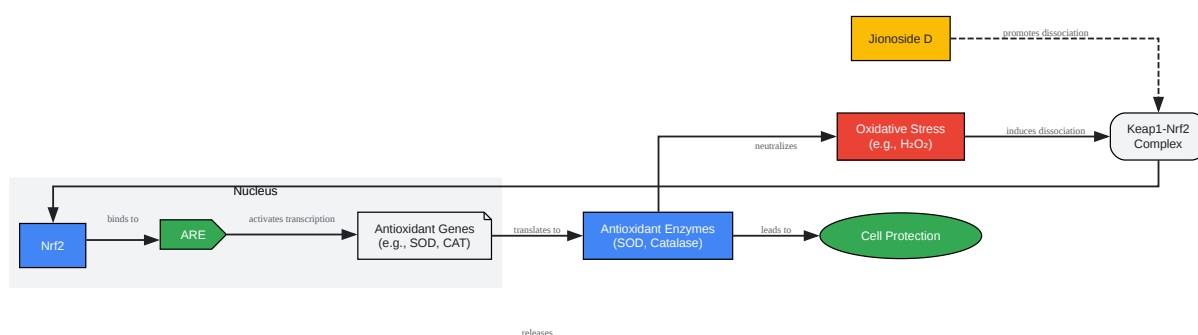 Jionoside D
promotes dissociation
Oxidative Stress
(e.g., H₂O₂)
induces dissociation
Keap1-Nrf2
Complex
neutralizes
Nucleus
Nrf2
binds to
ARE
activates transcription
Antioxidant Genes
(e.g., SOD, CAT)
translates to
Antioxidant Enzymes
(SOD, Catalase)
leads to
Cell Protection
releases